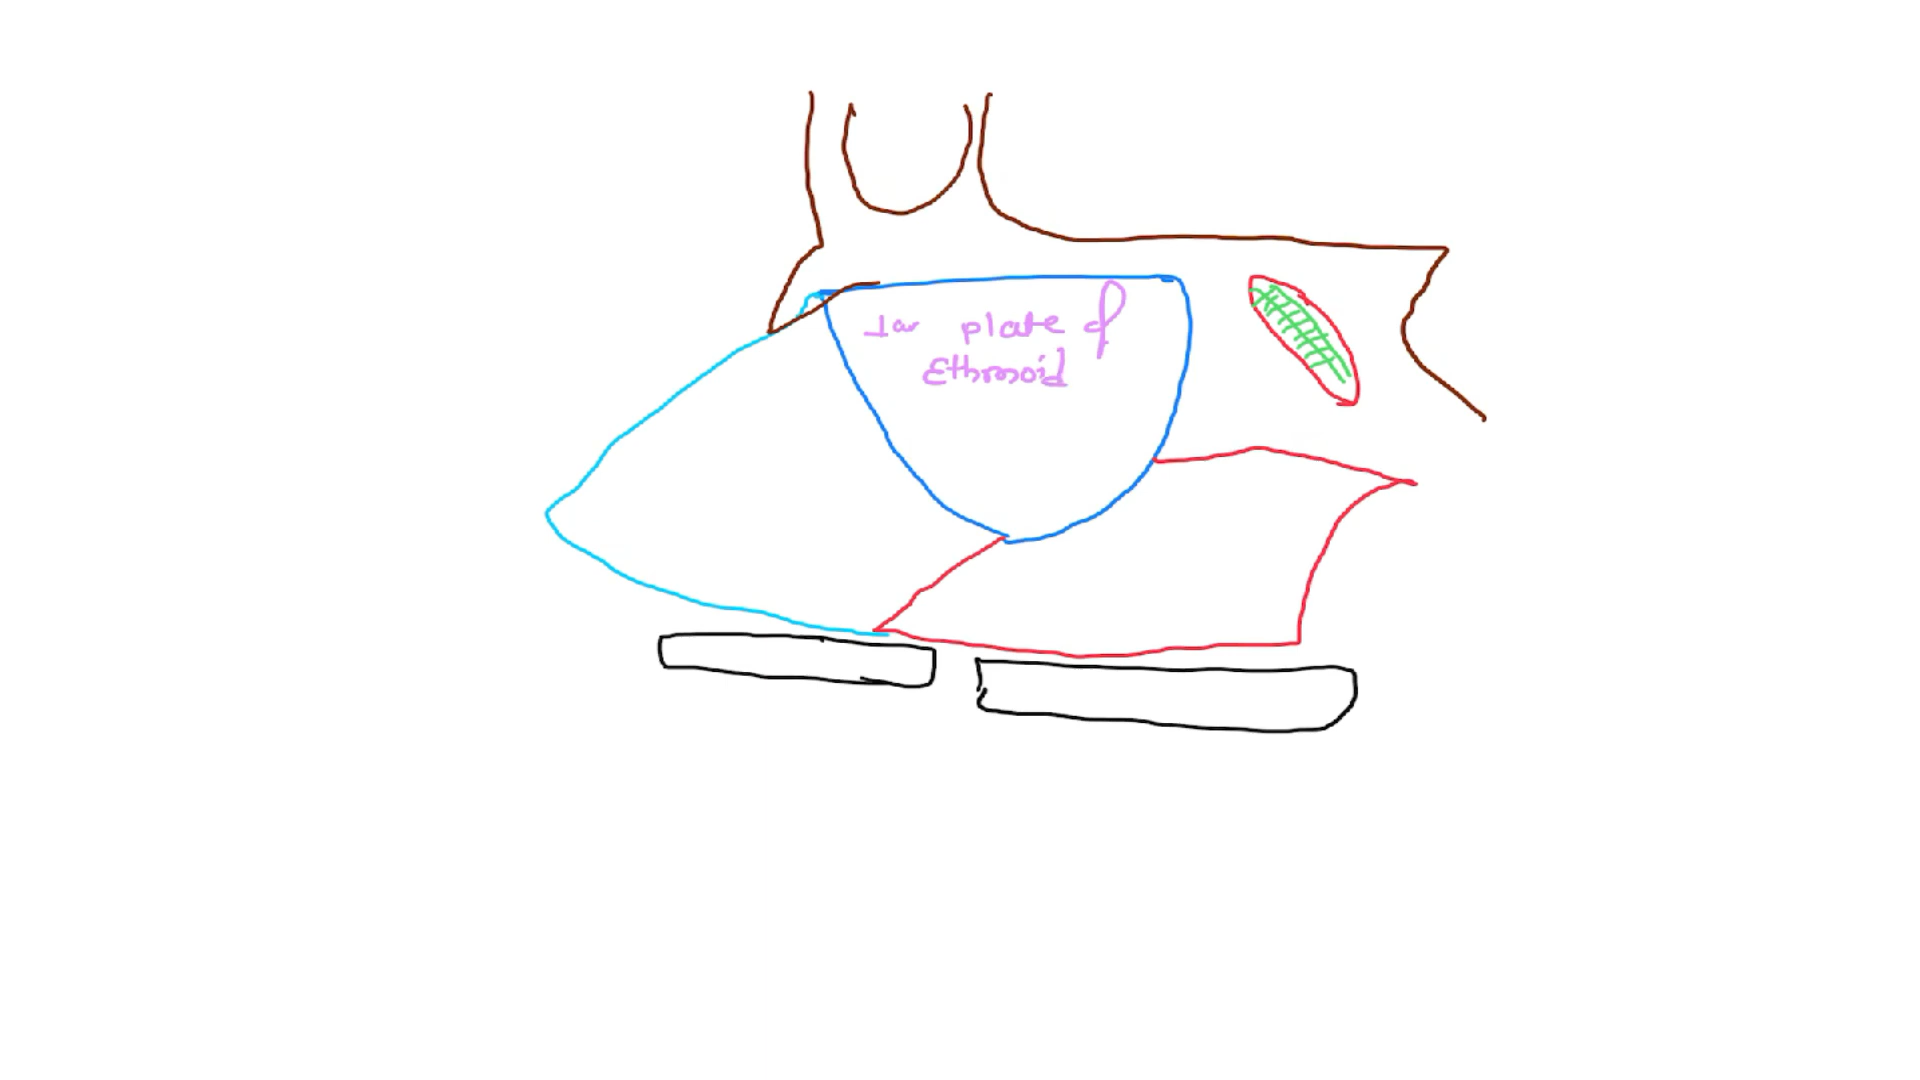 ⊥ar plate of
Ethmoid